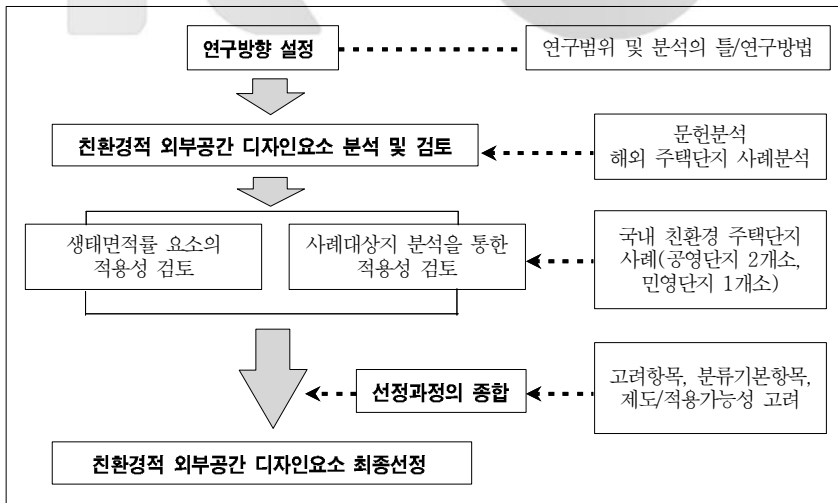 연구방향 설정
연구범위 및 분석의 틀/연구방법
친환경적 외부공간 디자인요소 분석 및 검토
문헌분석
해외 주택단지 사례분석
생태면적률 요소의
적용성 검토
사례대상지 분석을 통한
적용성 검토
국내 친환경 주택단지
사례(공영단지 2개소,
민영단지 1개소)
선정과정의 종합
고려항목, 분류기본항목,
제도/적용가능성 고려
친환경적 외부공간 디자인요소 최종선정